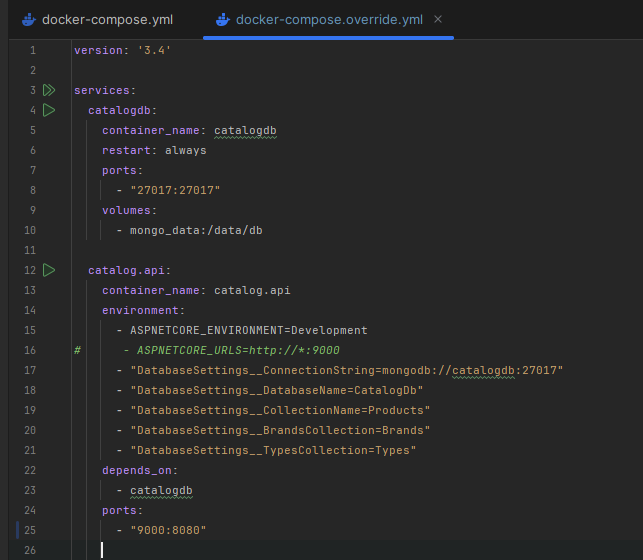 docker-compose.yml docker-compose.override.yml
1 version: '3.4'
2
3 services:
4   catalogdb:
5     container_name: catalogdb
6     restart: always
7     ports:
8       - "27017:27017"
9     volumes:
10       - mongo_data:/data/db
11
12   catalog.api:
13     container_name: catalog.api
14     environment:
15       - ASPNETCORE_ENVIRONMENT=Development
16 #      - ASPNETCORE_URLS=http://*:9000
17       - "DatabaseSettings__ConnectionString=mongodb://catalogdb:27017"
18       - "DatabaseSettings__DatabaseName=CatalogDb"
19       - "DatabaseSettings__CollectionName=Products"
20       - "DatabaseSettings__BrandsCollection=Brands"
21       - "DatabaseSettings__TypesCollection=Types"
22     depends_on:
23       - catalogdb
24     ports:
25       - "9000:8080"
26